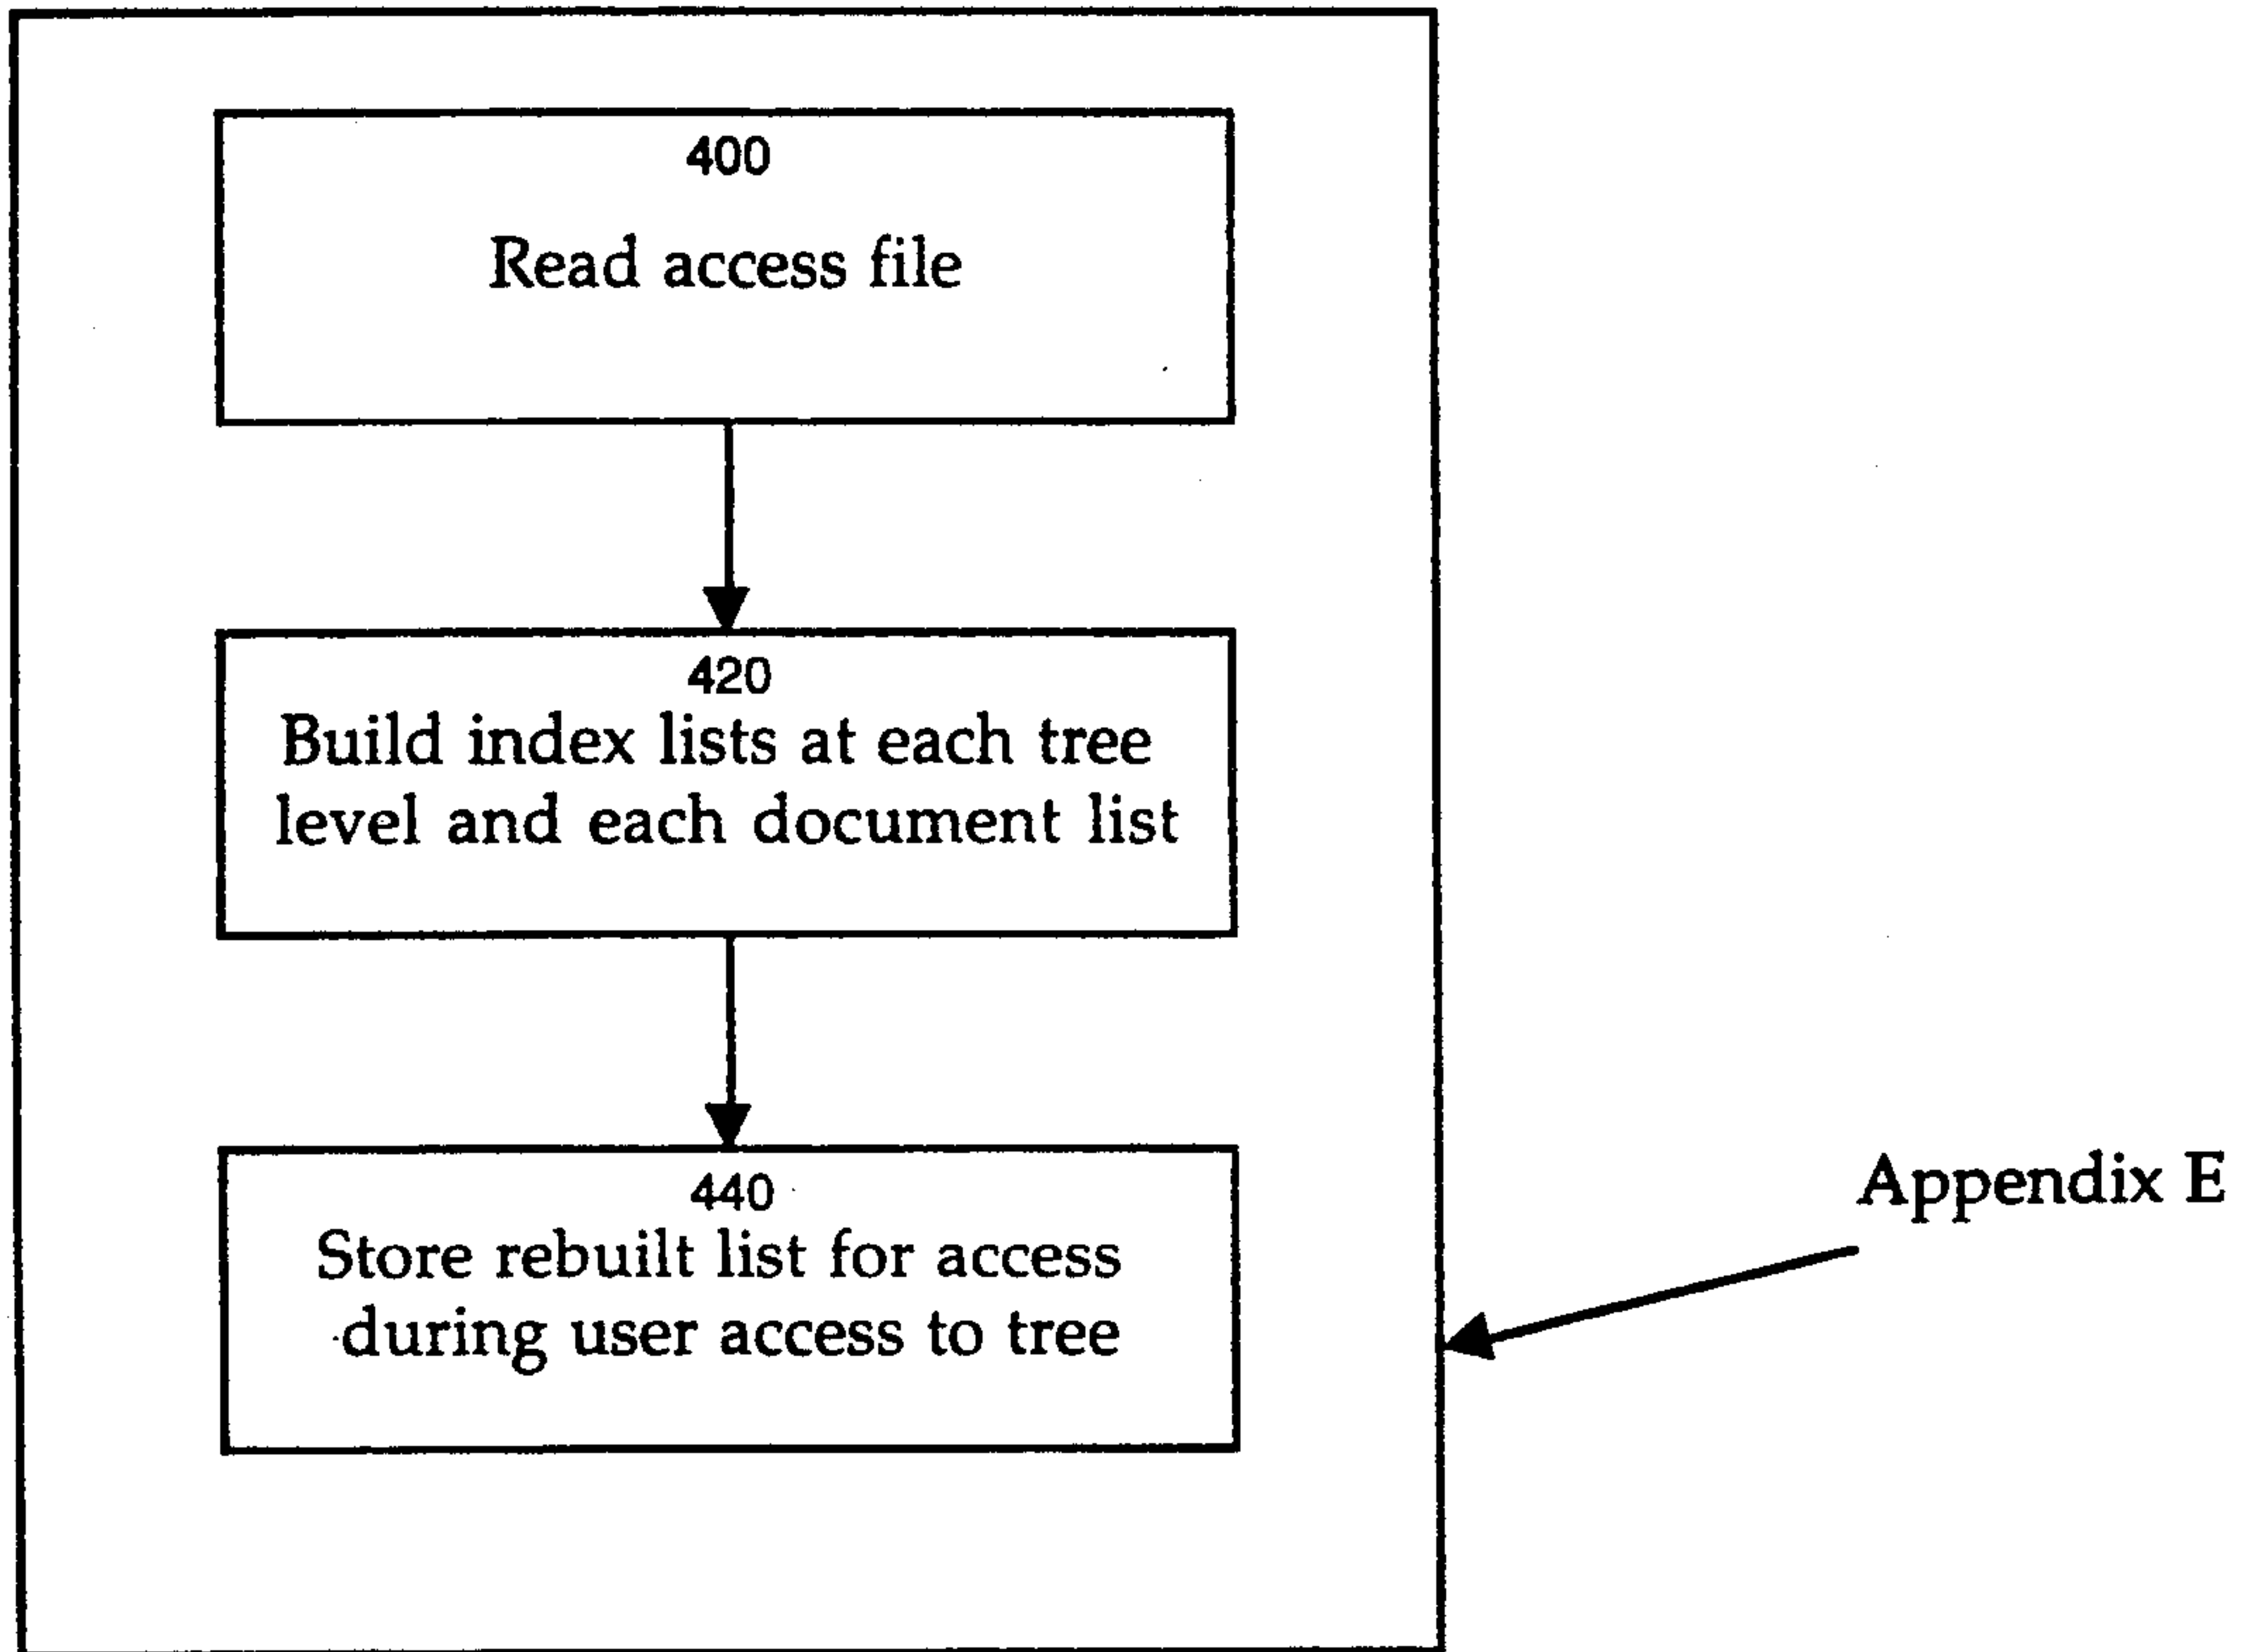 400
Read access file
420
Build index lists at each tree
level and each document list
440
Store rebuilt list for access
during user access to tree
Appendix E